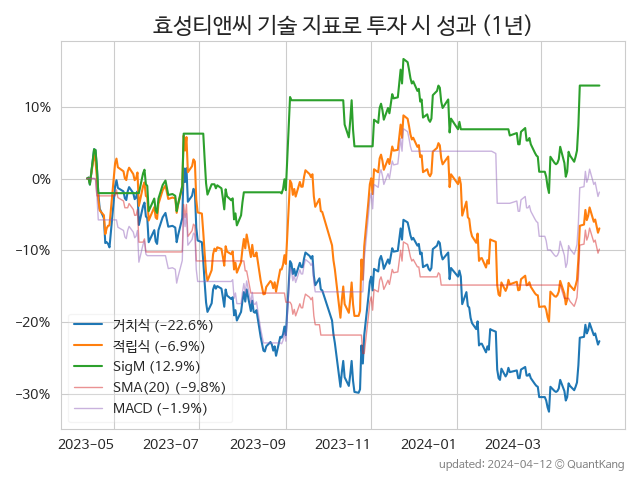 효성티앤씨 기술 지표로 투자 시 성과 (1년)
10%
0%
−10%
−20%
−30%
거치식 (−22.6%)
적립식 (−6.9%)
SigM (12.9%)
SMA(20) (−9.8%)
MACD (−1.9%)
2023-05
2023-07
2023-09
2023-11
2024-01
2024-03
updated: 2024-04-12 © QuantKang